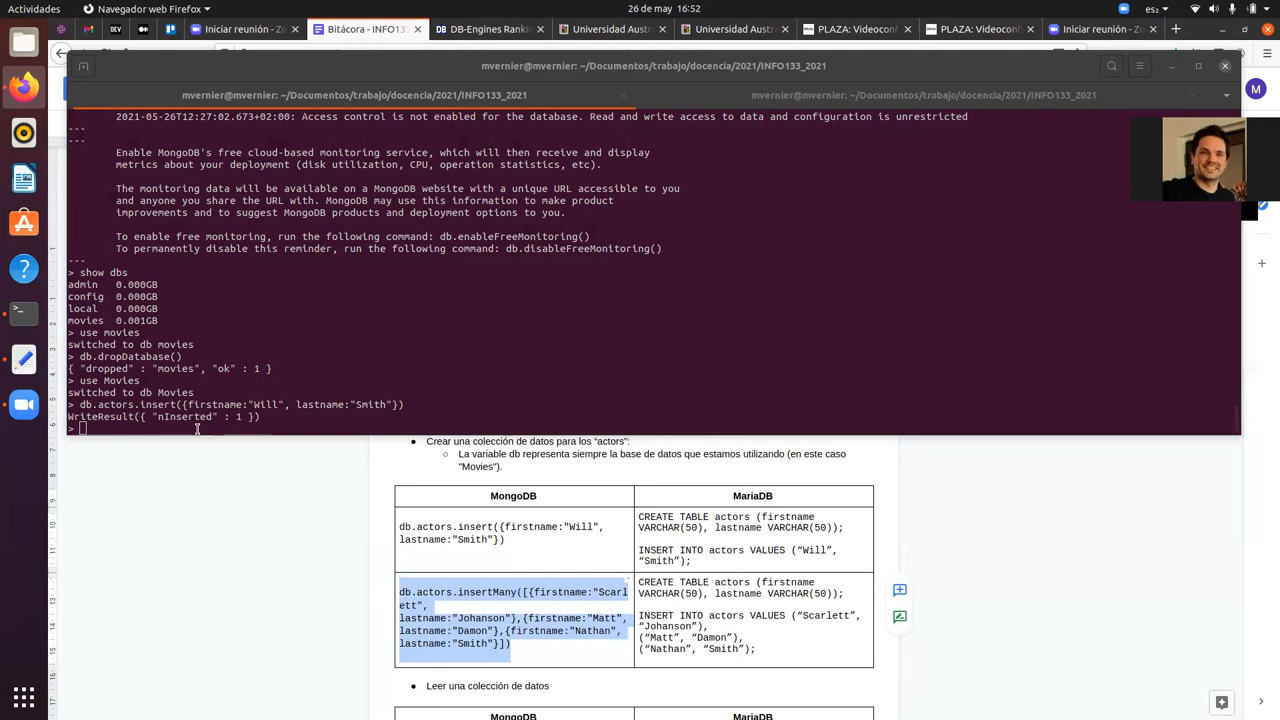 Actividades
Navegador web Firefox
26 de may 16:52
es₂
Iniciar reunión - Zo
Bitácora - INFO133
DB-Engines Rankin
Universidad Austra
Universidad Austra
PLAZA: Videoconf
PLAZA: Videoconf
Iniciar reunión - Zo
mvernier@mvernier: ~/Documentos/trabajo/docencia/2021/INFO133_2021
mvernier@mvernier: ~/Documentos/trabajo/docencia/2021/INFO133_2021
mvernier@mvernier: ~/Documentos/trabajo/docencia/2021/INFO133_2021
M
2021-05-26T12:27:02.673+02:00: Access control is not enabled for the database. Read and write access to data and configuration is unrestricted
---
---
Enable MongoDB's free cloud-based monitoring service, which will then receive and display
metrics about your deployment (disk utilization, CPU, operation statistics, etc).
The monitoring data will be available on a MongoDB website with a unique URL accessible to you
and anyone you share the URL with. MongoDB may use this information to make product
improvements and to suggest MongoDB products and deployment options to you.
To enable free monitoring, run the following command: db.enableFreeMonitoring()
To permanently disable this reminder, run the following command: db.disableFreeMonitoring()
---
> show dbs
admin 0.000GB
config 0.000GB
local 0.000GB
movies 0.001GB
> use movies
switched to db movies
> db.dropDatabase()
{ "dropped" : "movies", "ok" : 1 }
> use Movies
switched to db Movies
> db.actors.insert({firstname:"Will", lastname:"Smith"})
WriteResult({ "nInserted" : 1 })
>
● Crear una colección de datos para los “actors”:
○ La variable db representa siempre la base de datos que estamos utilizando (en este caso
"Movies").
MongoDB
MariaDB
db.actors.insert({firstname:"Will",
lastname:"Smith"})
CREATE TABLE actors (firstname
VARCHAR(50), lastname VARCHAR(50));
INSERT INTO actors VALUES (“Will”,
“Smith”);
db.actors.insertMany([{firstname:"Scarl
ett",
lastname:"Johanson"},{firstname:"Matt",
lastname:"Damon"},{firstname:"Nathan",
lastname:"Smith"}])
CREATE TABLE actors (firstname
VARCHAR(50), lastname VARCHAR(50));
INSERT INTO actors VALUES (“Scarlett”,
“Johanson”),
(“Matt”, “Damon”),
(“Nathan”, “Smith”);
● Leer una colección de datos
MongoDB
MariaDB